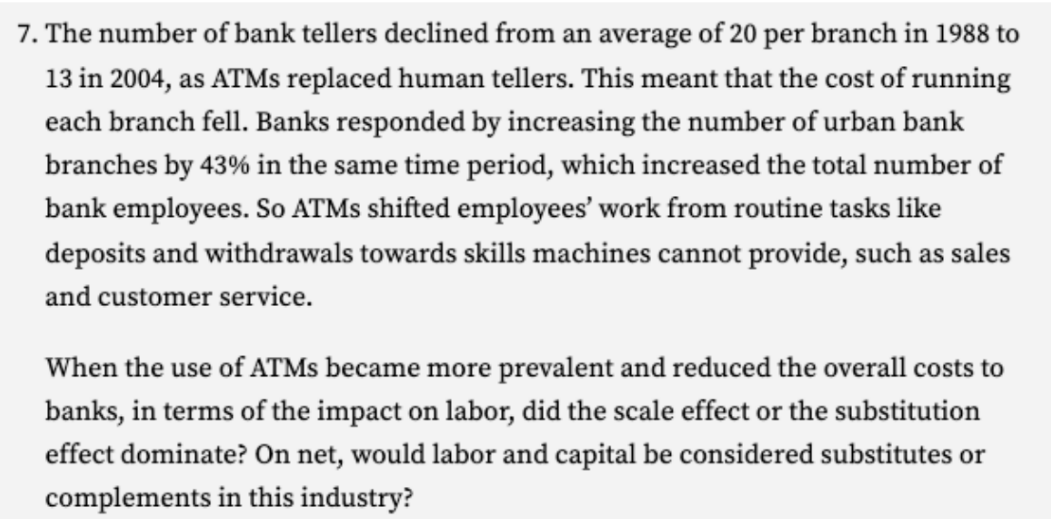 7. The number of bank tellers declined from an average of 20 per branch in 1988 to
13 in 2004, as ATMs replaced human tellers. This meant that the cost of running
each branch fell. Banks responded by increasing the number of urban bank
branches by 43% in the same time period, which increased the total number of
bank employees. So ATMs shifted employees’ work from routine tasks like
deposits and withdrawals towards skills machines cannot provide, such as sales
and customer service.
When the use of ATMs became more prevalent and reduced the overall costs to
banks, in terms of the impact on labor, did the scale effect or the substitution
effect dominate? On net, would labor and capital be considered substitutes or
complements in this industry?